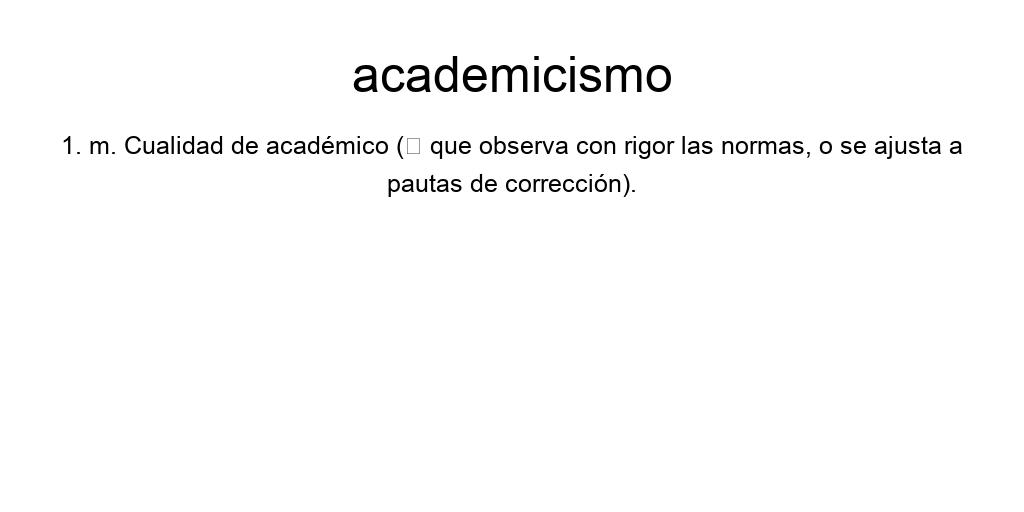 academicismo
1. m. Cualidad de académico (▯ que observa con rigor las normas, o se ajusta a
pautas de corrección).